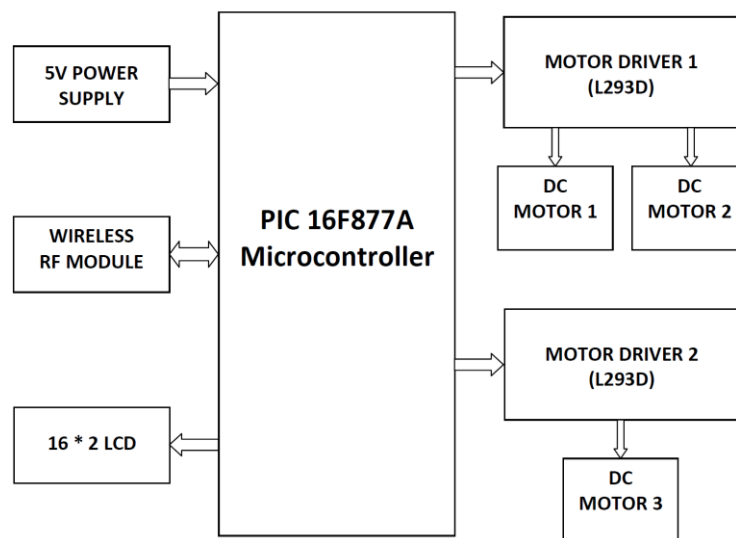 5V POWER
SUPPLY
WIRELESS
RF MODULE
16 * 2 LCD
PIC 16F877A
Microcontroller
MOTOR DRIVER 1
(L293D)
DC
MOTOR 1
DC
MOTOR 2
MOTOR DRIVER 2
(L293D)
DC
MOTOR 3